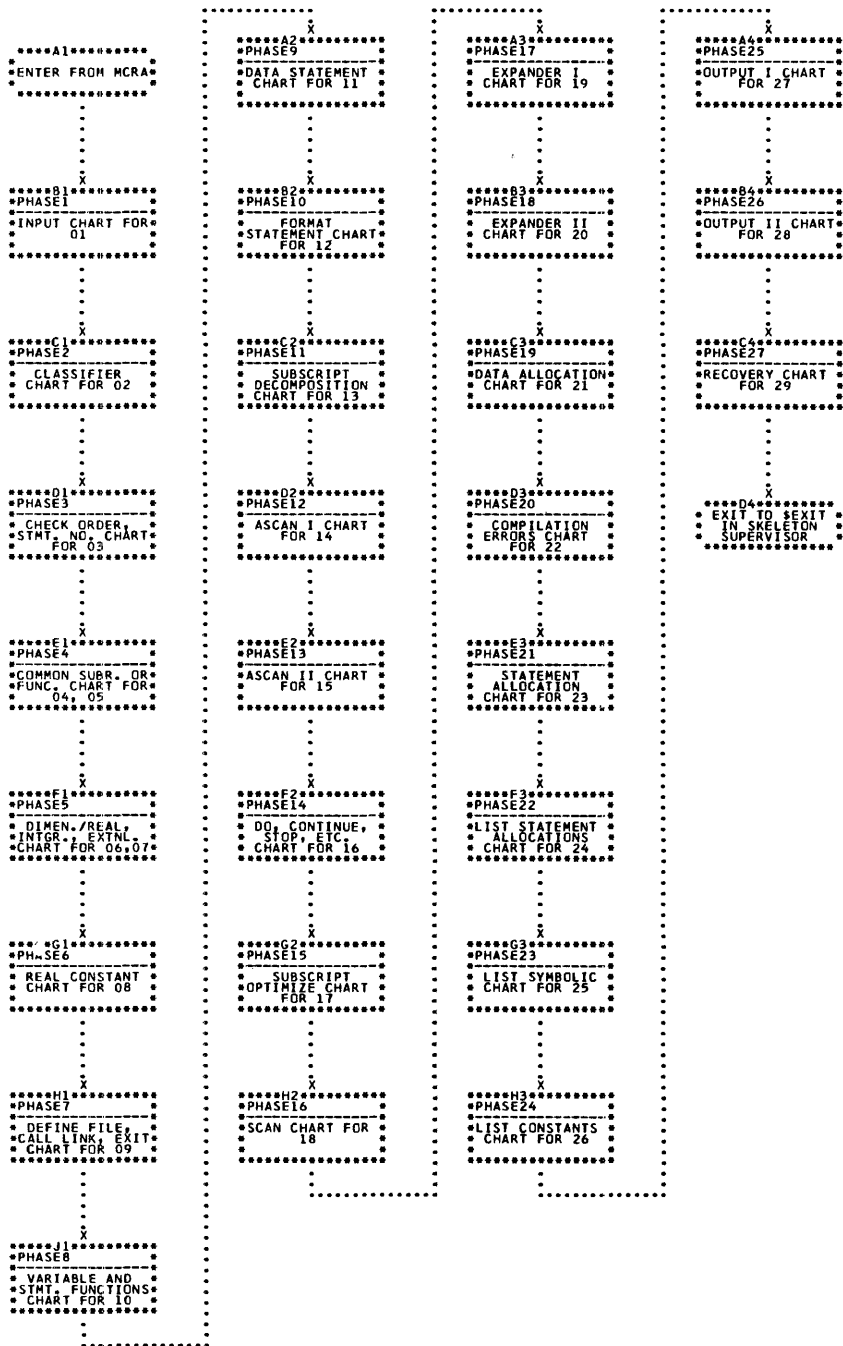 A1
ENTER FROM MCRA
B1
PHASE1
INPUT CHART FOR
01
C1
PHASE2
CLASSIFIER
CHART FOR 02
D1
PHASE3
CHECK ORDER,
STMT. NO. CHART
FOR 03
E1
PHASE4
COMMON SUBR. OR
FUNC. CHART FOR
04, 05
F1
PHASE5
DIMEN./REAL,
INTGR., EXTNL.
CHART FOR 06,07
G1
PHASE6
REAL CONSTANT
CHART FOR 08
H1
PHASE7
DEFINE FILE,
CALL LINK, EXIT
CHART FOR 09
J1
PHASE8
VARIABLE AND
STMT. FUNCTIONS
CHART FOR 10
A2
PHASE9
DATA STATEMENT
CHART FOR 11
B2
PHASE10
FORMAT
STATEMENT CHART
FOR 12
C2
PHASE11
SUBSCRIPT
DECOMPOSITION
CHART FOR 13
D2
PHASE12
ASCAN I CHART
FOR 14
E2
PHASE13
ASCAN II CHART
FOR 15
F2
PHASE14
DO, CONTINUE,
STOP, ETC.
CHART FOR 16
G2
PHASE15
SUBSCRIPT
OPTIMIZE CHART
FOR 17
H2
PHASE16
SCAN CHART FOR
18
A3
PHASE17
EXPANDER I
CHART FOR 19
B3
PHASE18
EXPANDER II
CHART FOR 20
C3
PHASE19
DATA ALLOCATION
CHART FOR 21
D3
PHASE20
COMPILATION
ERRORS CHART
FOR 22
E3
PHASE21
STATEMENT
ALLOCATION
CHART FOR 23
F3
PHASE22
LIST STATEMENT
ALLOCATIONS
CHART FOR 24
G3
PHASE23
LIST SYMBOLIC
CHART FOR 25
H3
PHASE24
LIST CONSTANTS
CHART FOR 26
A4
PHASE25
OUTPUT I CHART
FOR 27
B4
PHASE26
OUTPUT II CHART
FOR 28
C4
PHASE27
RECOVERY CHART
FOR 29
D4
EXIT TO $EXIT
IN SKELETON
SUPERVISOR